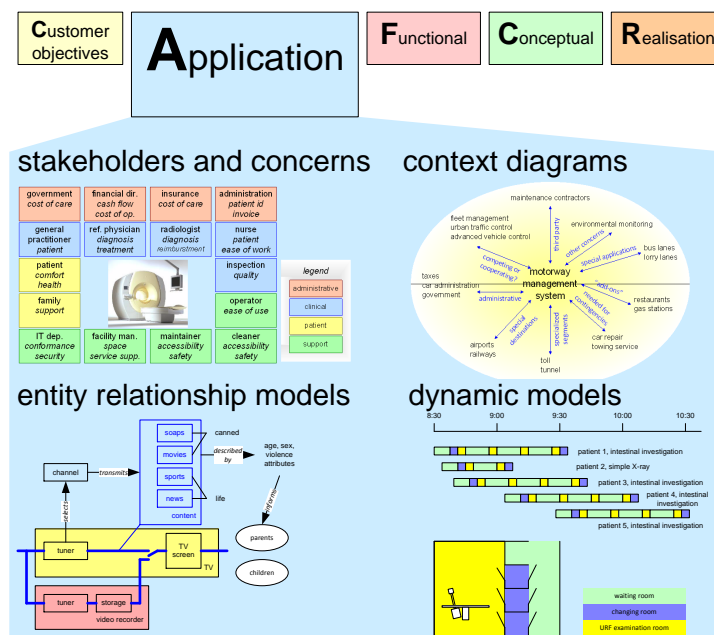 Customer
objectives
Application
Functional
Conceptual
Realisation
stakeholders and concerns
government
cost of care
financial dir.
cash flow
cost of op.
insurance
cost of care
administration
patient id
invoice
general
practitioner
patient
ref. physician
diagnosis
treatment
radiologist
diagnosis
reimburstment
nurse
patient
ease of work
patient
comfort
health
inspection
quality
family
support
operator
ease of use
IT dep.
conformance
security
facility man.
space
service supp.
maintainer
accessibility
safety
cleaner
accessibility
safety
legend
administrative
clinical
patient
support
context diagrams
maintenance contractors
fleet management
urban traffic control
advanced vehicle control
environmental monitoring
bus lanes
lorry lanes
third party
other concerns
special applications
competing or
cooperating?
motorway
management
system
taxes
car administration
government
administrative
"add-ons"
restaurants
gas stations
needed for
contingencies
special
destinations
specialized
segments
car repair
towing service
airports
railways
toll
tunnel
entity relationship models
soaps
movies
sports
news
content
canned
life
described
by
age, sex,
violence
attributes
channel
transmits
selects
informs
tuner
TV
screen
TV
parents
children
tuner
storage
video recorder
dynamic models
8:30
9:00
9:30
10:00
10:30
patient 1, intestinal investigation
patient 2, simple X-ray
patient 3, intestinal investigation
patient 4, intestinal
investigation
patient 5, intestinal investigation
waiting room
changing room
URF examination room